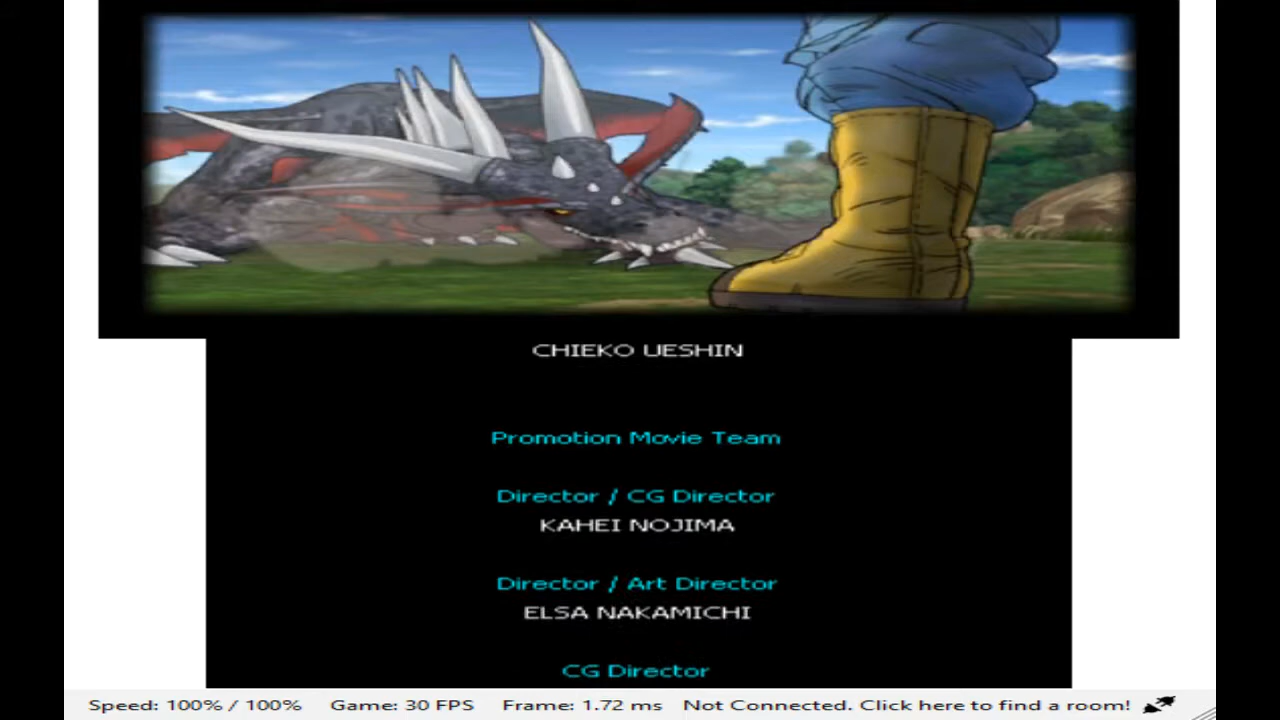 CHIEKO UESHIN
Promotion Movie Team
Director / CG Director
KAHEI NOJIMA
Director / Art Director
ELSA NAKAMICHI
CG Director
Speed: 100% / 100% Game: 30 FPS Frame: 1.72 ms Not Connected. Click here to find a room!